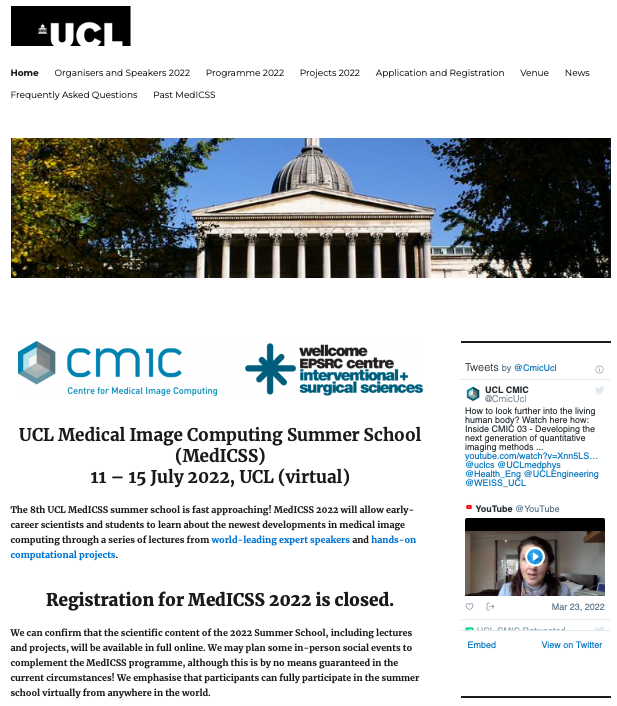 UCL
Home Organisers and Speakers 2022 Programme 2022 Projects 2022 Application and Registration Venue News
Frequently Asked Questions Past MedICSS
cmic
Centre for Medical Image Computing
wellcome
EPSRC centre
interventional+
surgical sciences
UCL Medical Image Computing Summer School
(MedICSS)
11 – 15 July 2022, UCL (virtual)
The 8th UCL MedICSS summer school is fast approaching! MedICSS 2022 will allow early-
career scientists and students to learn about the newest developments in medical image
computing through a series of lectures from world-leading expert speakers and hands-on
computational projects.
Registration for MedICSS 2022 is closed.
We can confirm that the scientific content of the 2022 Summer School, including lectures
and projects, will be available in full online. We may plan some in-person social events to
complement the MedICSS programme, although this is by no means guaranteed in the
current circumstances! We emphasise that participants can fully participate in the summer
school virtually from anywhere in the world.
Tweets by @CmicUcl
UCL CMIC
@CmicUcl
How to look further into the living
human body? Watch here how:
Inside CMIC 03 - Developing the
next generation of quantitative
imaging methods ...
youtube.com/watch?v=Xnn5LS…
@uclcs @UCLmedphys
@Health_Eng @UCLEngineering
@WEISS_UCL
YouTube @YouTube
Mar 23, 2022
UCL CMIC Retweeted
Embed View on Twitter